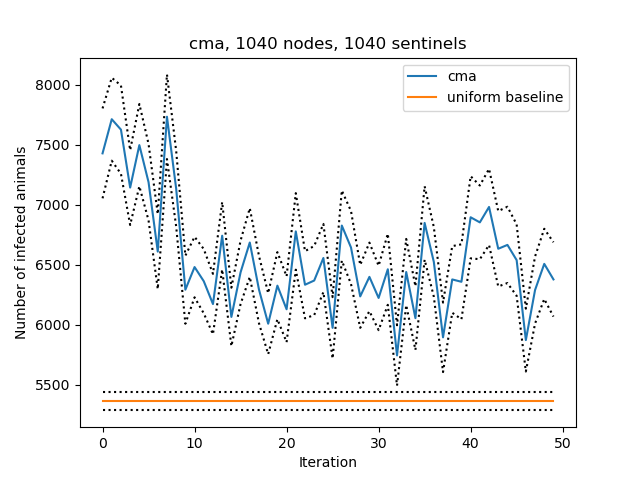 cma, 1040 nodes, 1040 sentinels
cma
uniform baseline
Number of infected animals
8000
7500
7000
6500
6000
5500
0 10 20 30 40 50
Iteration